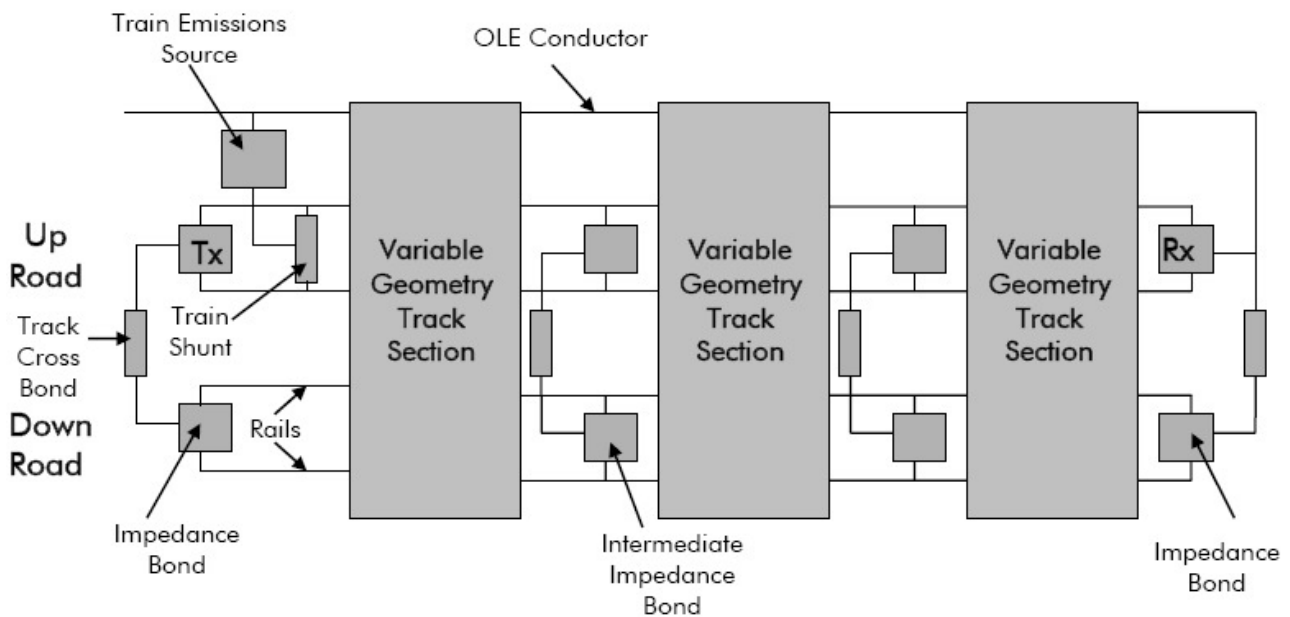 Train Emissions
Source
OLE Conductor
Up
Road
Tx
Rx
Variable
Geometry
Track
Section
Variable
Geometry
Track
Section
Variable
Geometry
Track
Section
Track
Cross
Bond
Train
Shunt
Down
Road
Rails
Impedance
Bond
Intermediate
Impedance
Bond
Impedance
Bond